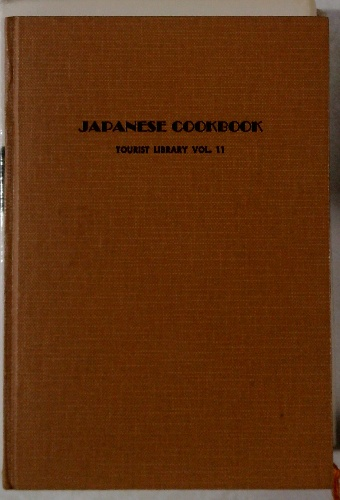 JAPANESE COOKBOOK
TOURIST LIBRARY VOL. 11